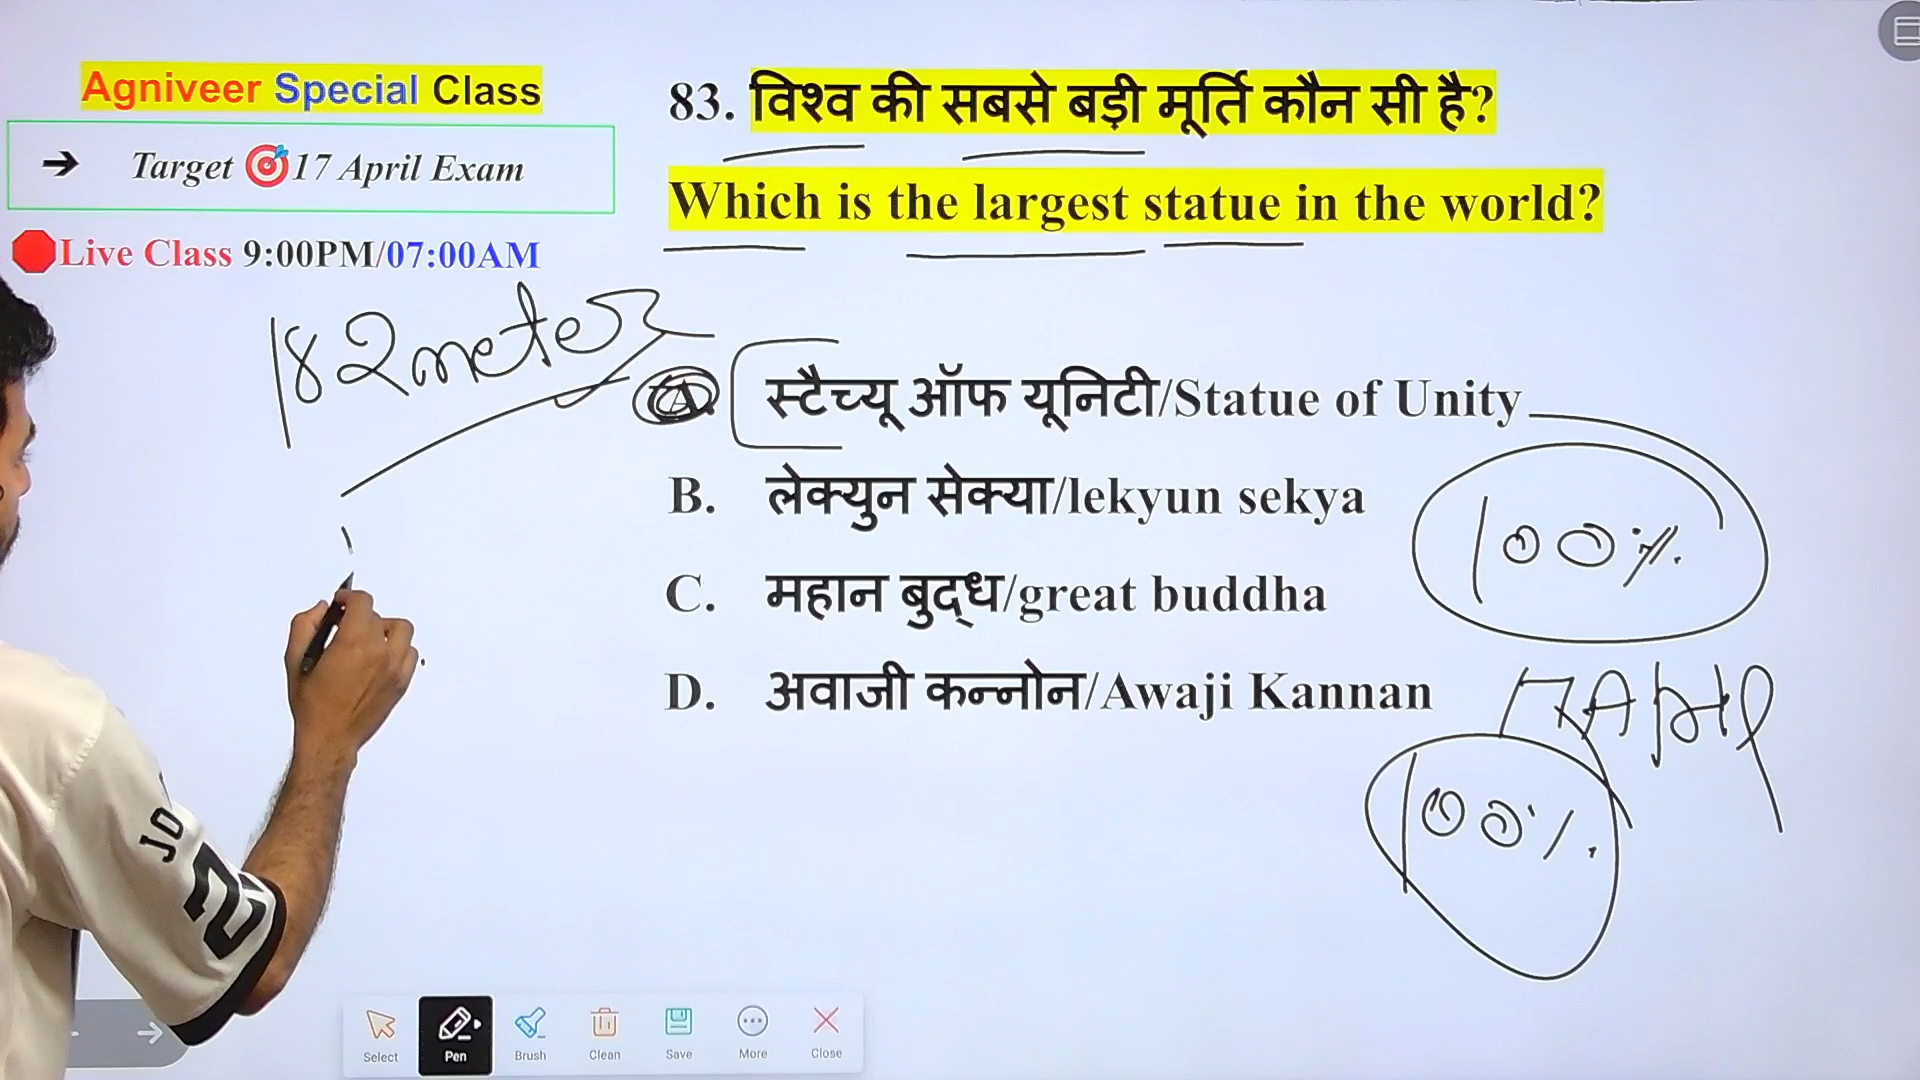 Agniveer Special Class
→ Target 17 April Exam
Live Class 9:00PM/07:00AM
83. विश्व की सबसे बड़ी मूर्ति कौन सी है?
Which is the largest statue in the world?
182 meter
A. स्टैच्यू ऑफ यूनिटी/Statue of Unity
B. लेक्युन सेक्या/lekyun sekya
100%.
C. महान बुद्ध/great buddha
D. अवाजी कन्नोन/Awaji Kannan
100%.
JO
2
Select
Pen
Brush
Clean
Save
More
Close